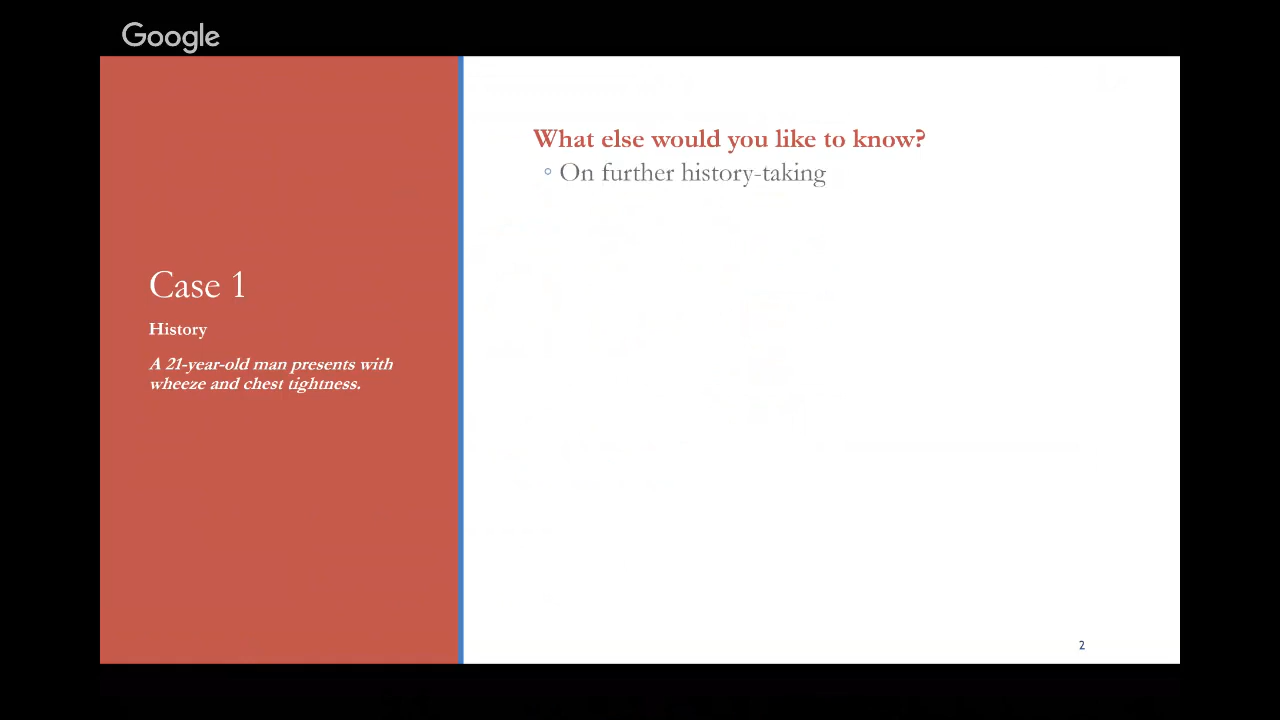 Google
Case 1
History
A 21-year-old man presents with
wheeze and chest tightness.
What else would you like to know?
◦ On further history-taking
2